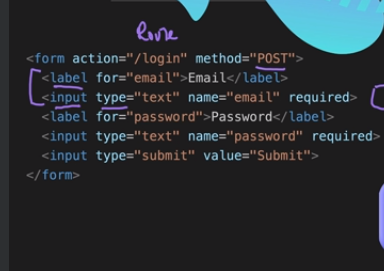 Route
<form action="/login" method="POST">
<label for="email">Email</label>
<input type="text" name="email" required>
<label for="password">Password</label>
<input type="text" name="password" required>
<input type="submit" value="Submit">
</form>